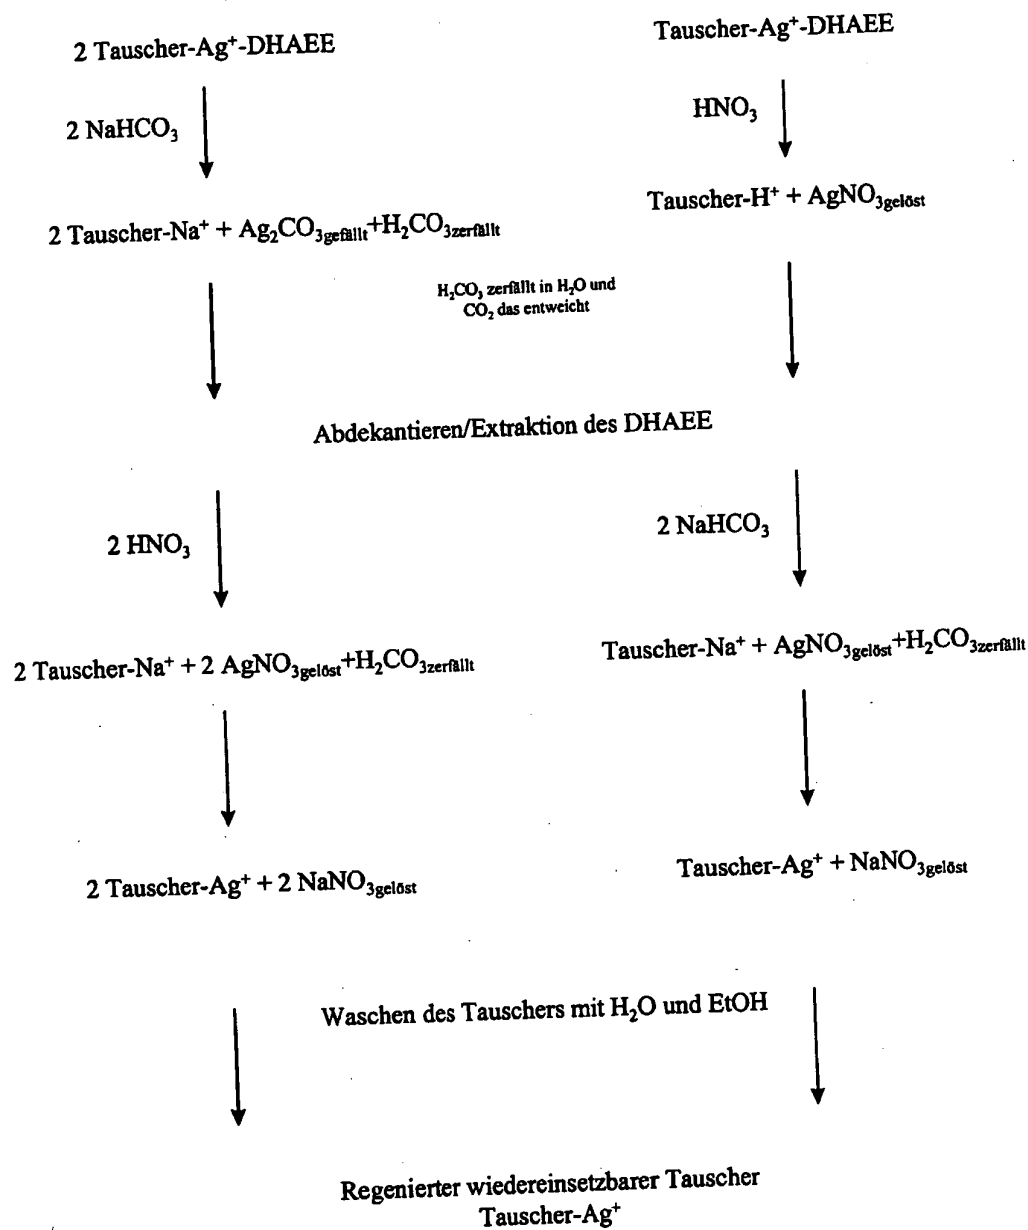 2 Tauscher-Ag⁺-DHAEE
Tauscher-Ag⁺-DHAEE
2 NaHCO₃
HNO₃
2 Tauscher-Na⁺ + Ag₂CO₃gefällt+H₂CO₃zerfällt
Tauscher-H⁺ + AgNO₃gelöst
H₂CO₃ zerfällt in H₂O und
CO₂ das entweicht
Abdekantieren/Extraktion des DHAEE
2 HNO₃
2 NaHCO₃
2 Tauscher-Na⁺ + 2 AgNO₃gelöst+H₂CO₃zerfällt
Tauscher-Na⁺ + AgNO₃gelöst+H₂CO₃zerfällt
2 Tauscher-Ag⁺ + 2 NaNO₃gelöst
Tauscher-Ag⁺ + NaNO₃gelöst
Waschen des Tauschers mit H₂O und EtOH
Regenierter wiedereinsetzbarer Tauscher
Tauscher-Ag⁺